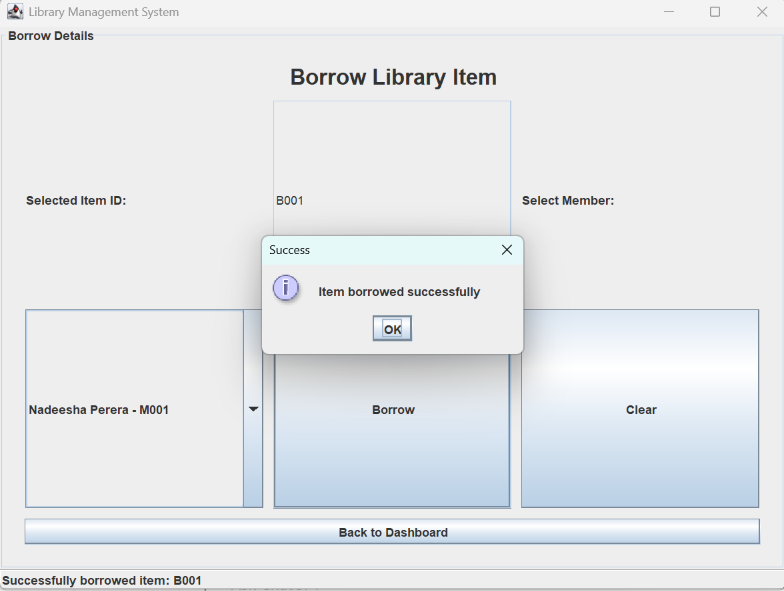 Library Management System
Borrow Details
Borrow Library Item
Selected Item ID:
B001
Select Member:
Success
i
Item borrowed successfully
OK
Nadeesha Perera - M001
Borrow
Clear
Back to Dashboard
Successfully borrowed item: B001